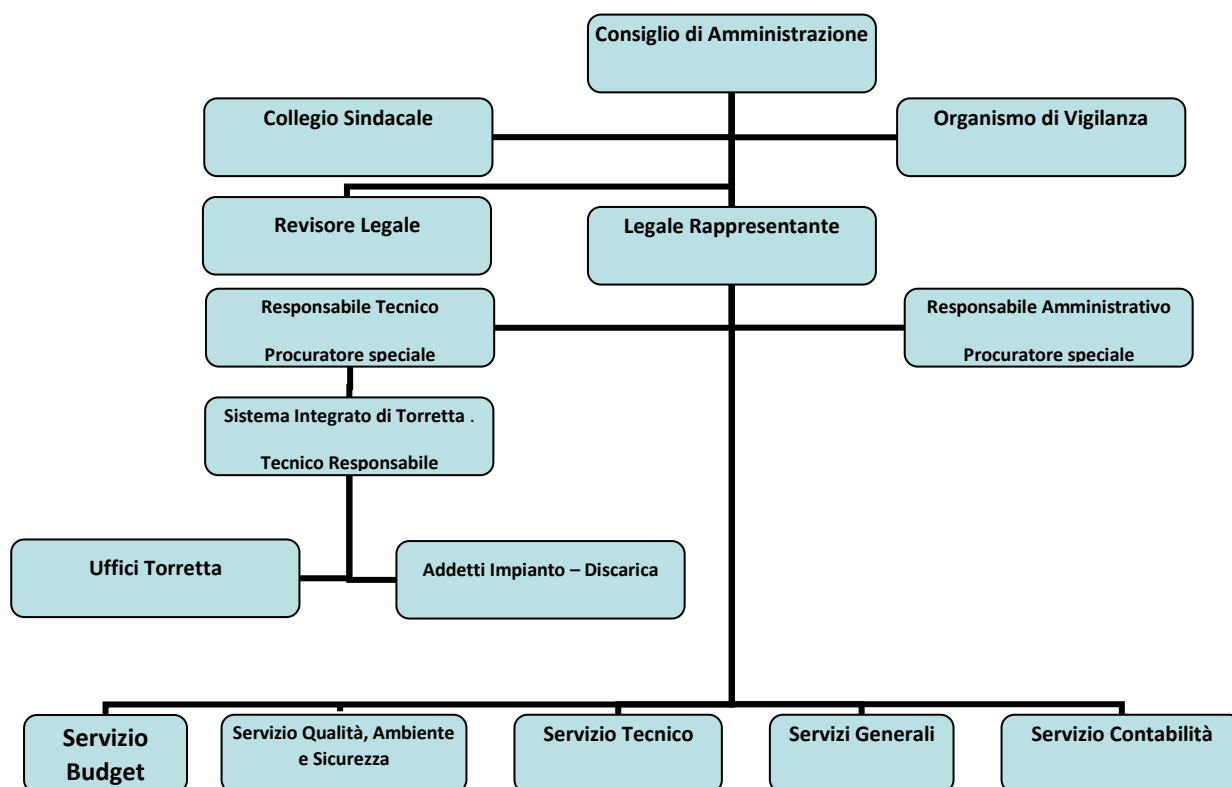 Consiglio di Amministrazione
Collegio Sindacale
Organismo di Vigilanza
Revisore Legale
Legale Rappresentante
Responsabile Tecnico
Procuratore speciale
Responsabile Amministrativo
Procuratore speciale
Sistema Integrato di Torretta .
Tecnico Responsabile
Uffici Torretta
Addetti Impianto – Discarica
Servizio
Budget
Servizio Qualità, Ambiente
e Sicurezza
Servizio Tecnico
Servizi Generali
Servizio Contabilità